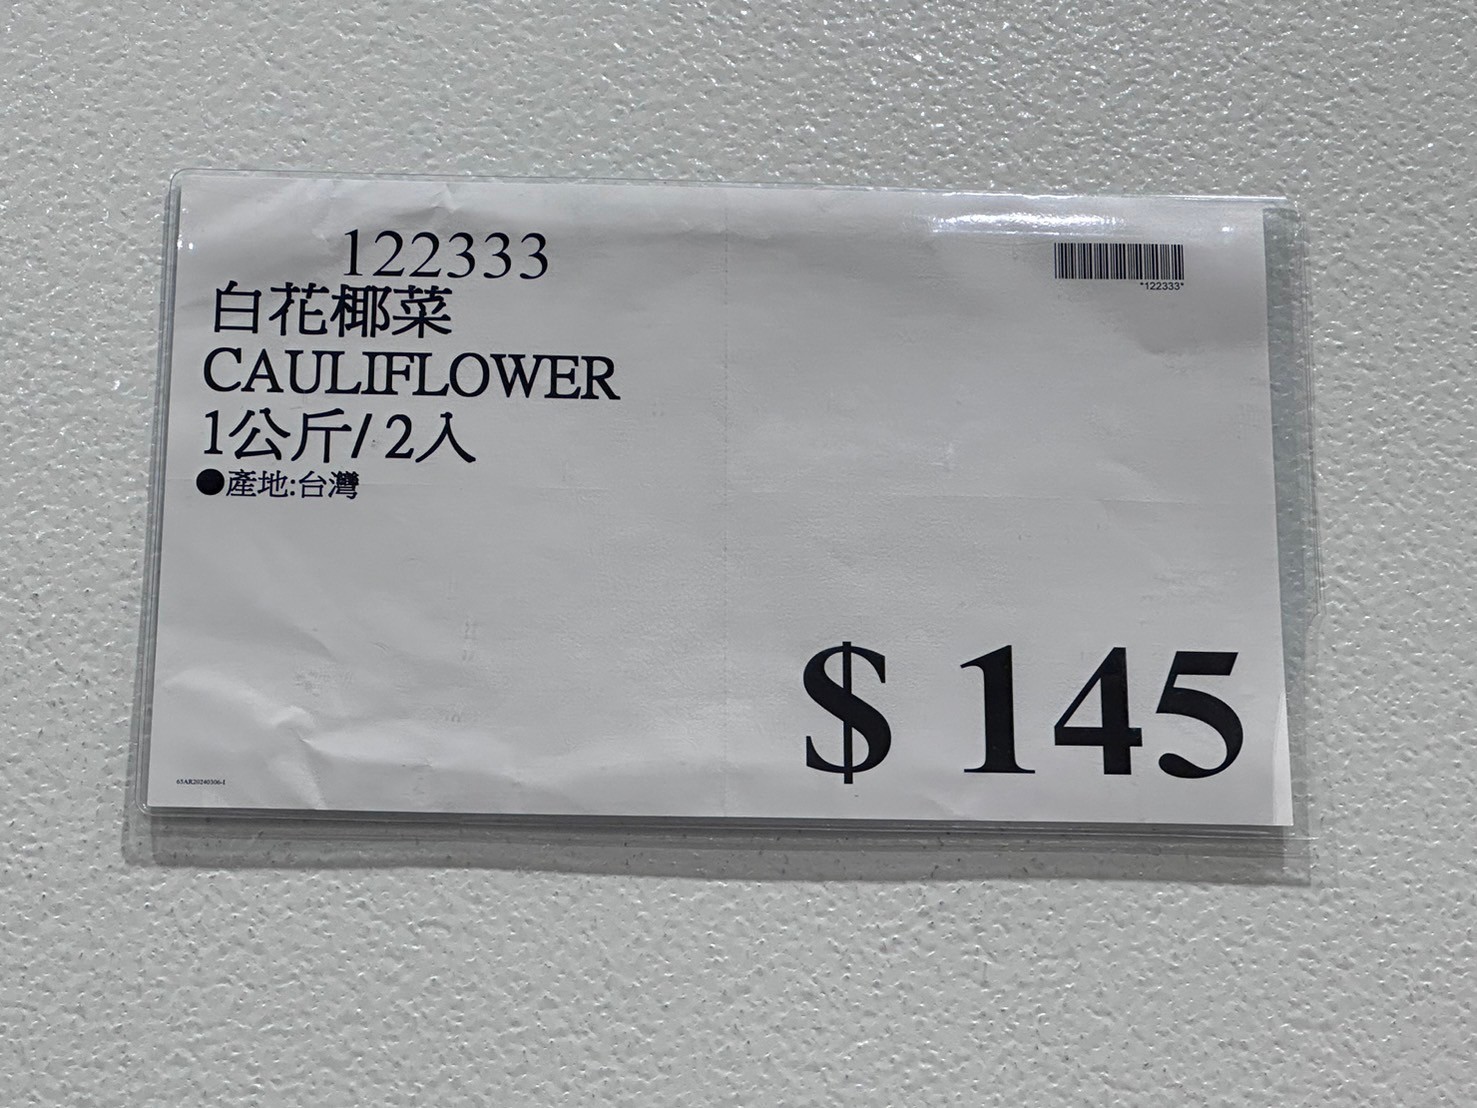 122333
*122333*
白花椰菜
CAULIFLOWER
1公斤/ 2入
●產地:台灣
$ 145